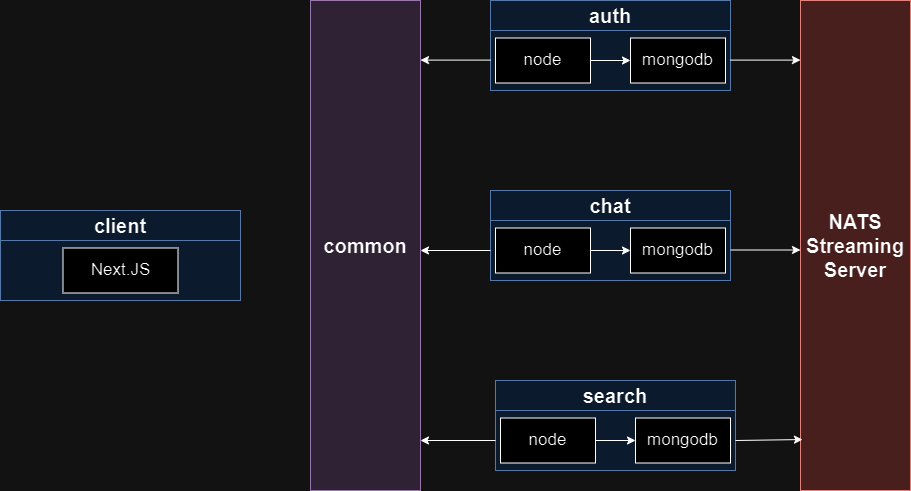 auth
node
mongodb
client
Next.JS
common
chat
node
mongodb
NATS
Streaming
Server
search
node
mongodb